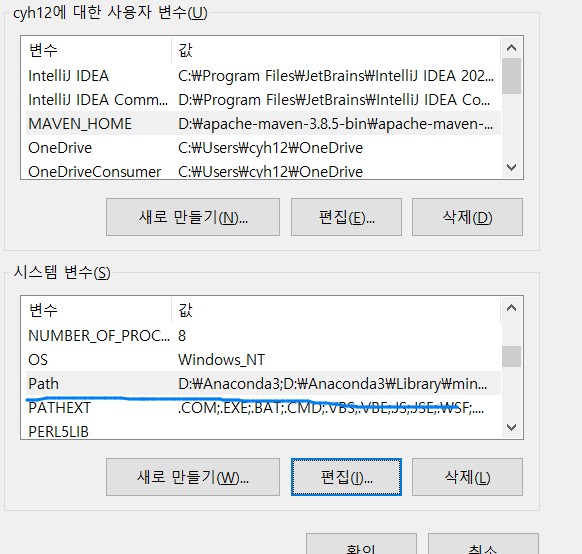 cyh12에 대한 사용자 변수(U)
변수 값
IntelliJ IDEA C:₩Program Files₩JetBrains₩IntelliJ IDEA 202...
IntelliJ IDEA Comm... D:₩Program Files₩JetBrains₩IntelliJ IDEA Co...
MAVEN_HOME D:₩apache-maven-3.8.5-bin₩apache-maven-...
OneDrive C:₩Users₩cyh12₩OneDrive
OneDriveConsumer C:₩Users₩cyh12₩OneDrive
새로 만들기(N)... 편집(E)... 삭제(D)
시스템 변수(S)
변수 값
NUMBER_OF_PROC... 8
OS Windows_NT
Path D:₩Anaconda3;D:₩Anaconda3₩Library₩min...
PATHEXT .COM;.EXE;.BAT;.CMD;.VBS;.VBE;.JS;.JSE;.WSF;....
PERL5LIB
새로 만들기(W)... 편집(I)... 삭제(L)
확인 취소